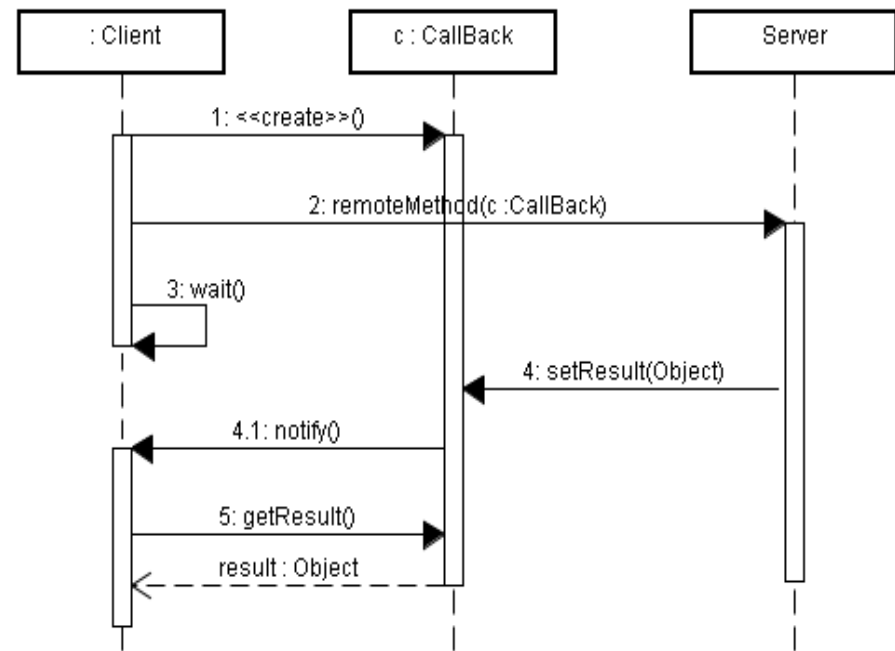 : Client
c : CallBack
Server
1: <<create>>()
2: remoteMethod(c :CallBack)
3: wait()
4: setResult(Object)
4.1: notify()
5: getResult()
result : Object